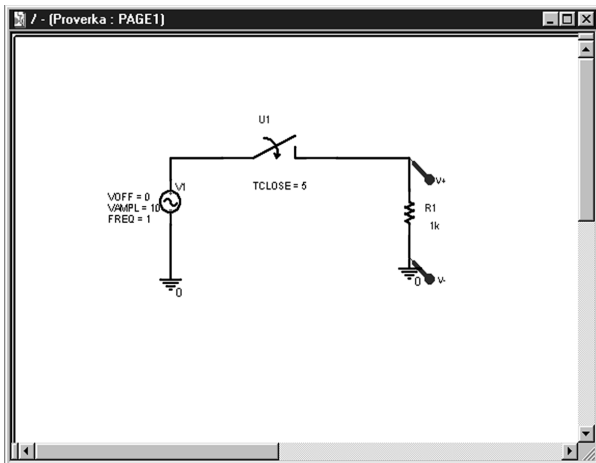 / - (Proverka : PAGE1)
U1
TCLOSE = 5
V1
VOFF = 0
VAMPL = 10
FREQ = 1
0
V+
R1
1k
0
V-